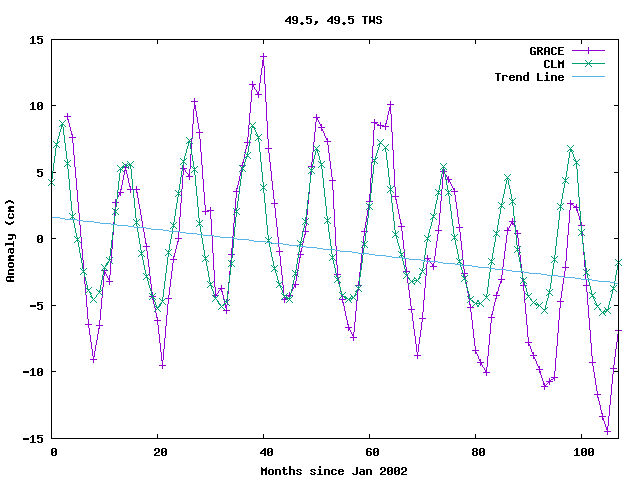 49.5, 49.5 TWS
GRACE
CLM
Trend Line
15
10
5
0
-5
-10
-15
Anomaly (cm)
0 20 40 60 80 100
Months since Jan 2002